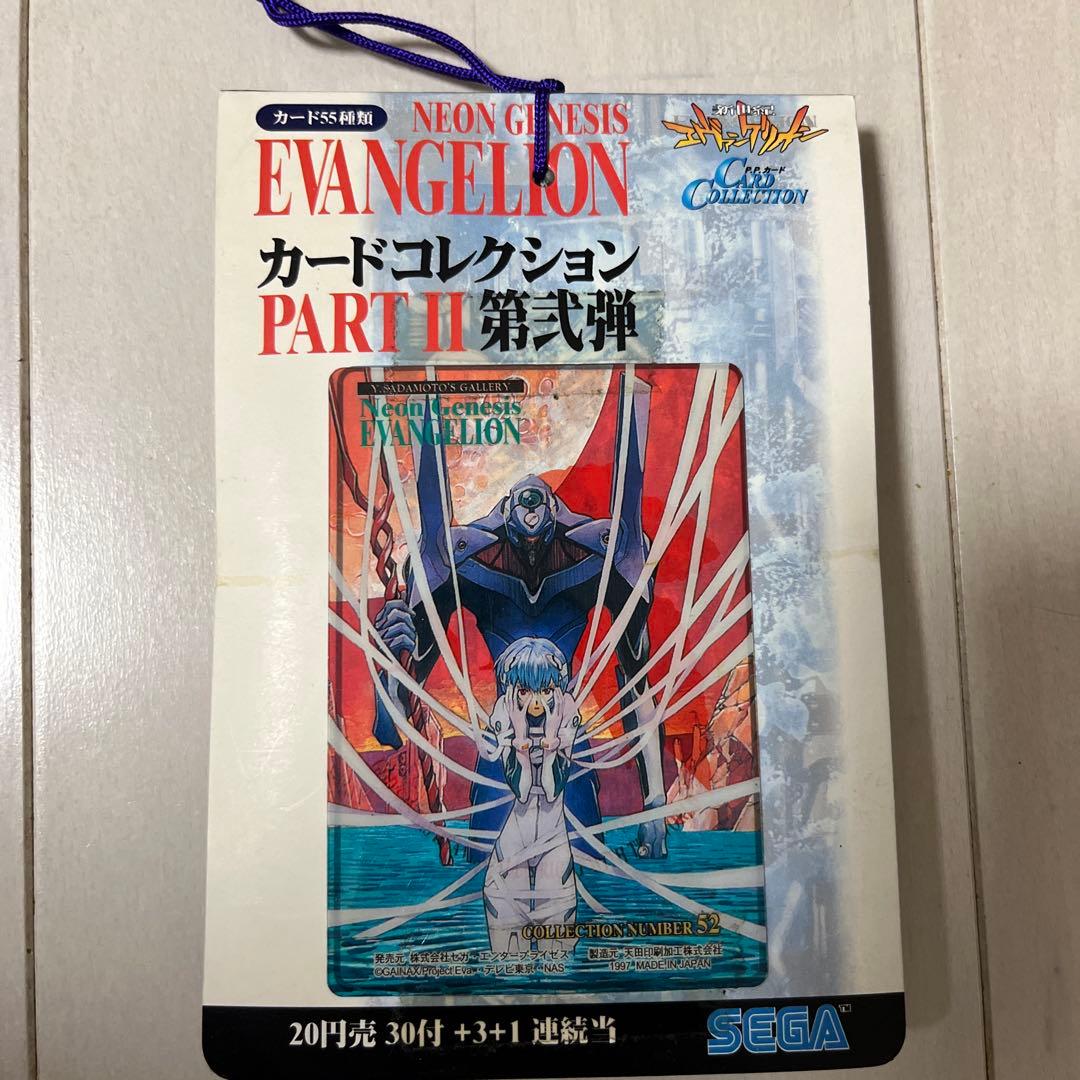 カード55種類
NEON GENESIS
EVANGELION
新世紀
エヴァンゲリオン
P.P.カード
CARD
COLLECTION
カードコレクション
PART II 第弐弾
Y. SADAMOTO'S GALLERY
Neon Genesis
EVANGELION
COLLECTION NUMBER 52
発売元 株式会社セガ・エンタープライゼス 製造元 天田印刷加工株式会社
©GAINAX/Project Eva.・テレビ東京・NAS 1997 MADE IN JAPAN
20円売 30付 +3+1 連続当
SEGA™